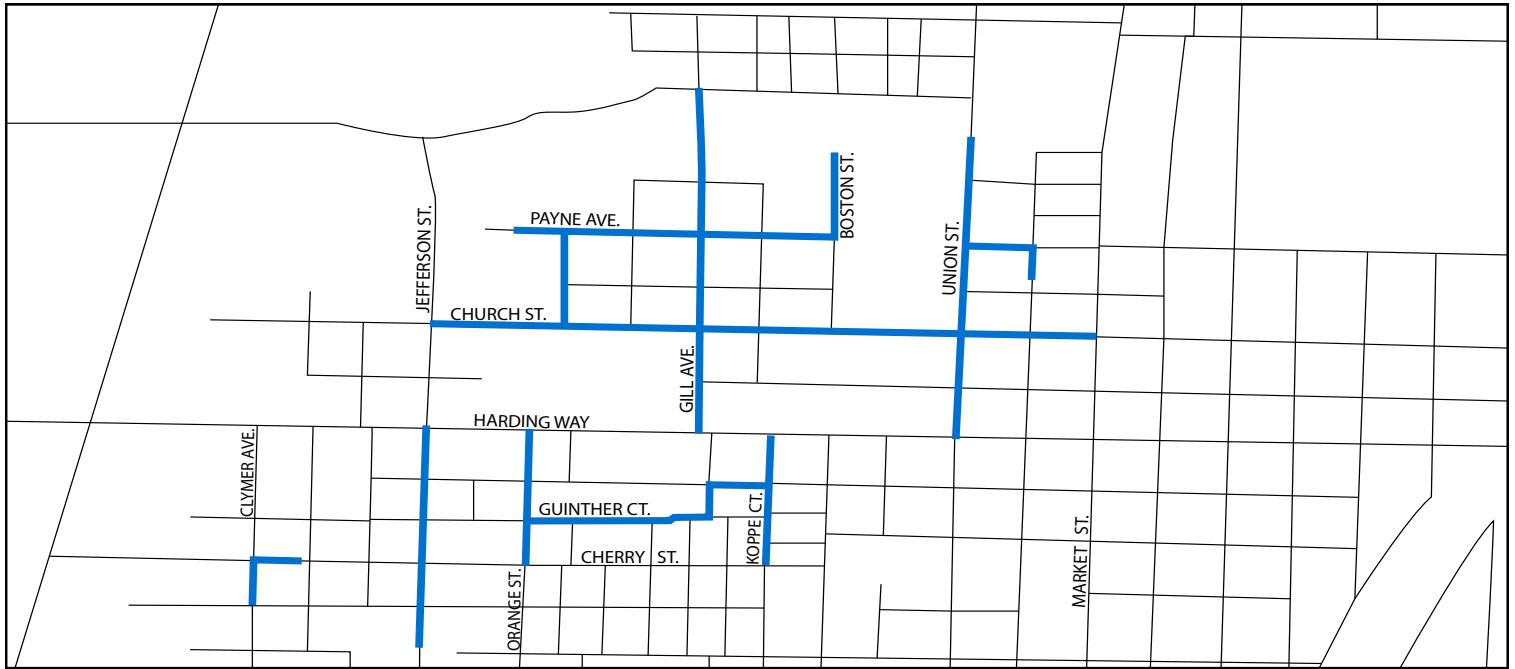 BOSTON ST.
PAYNE AVE.
JEFFERSON ST.
UNION ST.
CHURCH ST.
GILL AVE.
HARDING WAY
CLYMER AVE.
GUINTHER CT.
KOPPE CT.
CHERRY ST.
MARKET ST.
ORANGE ST.